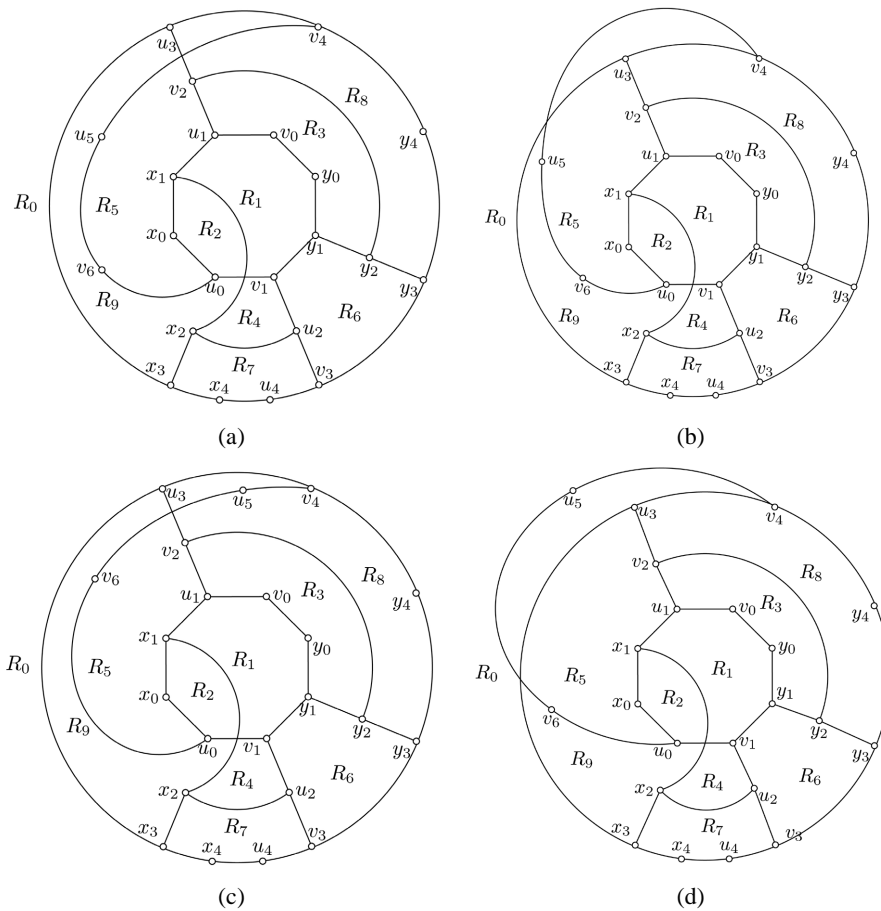 u₃ v₄
v₂ R₈
u₅ u₁ v₀ R₃ y₄
x₁ y₀
R₀ R₅ R₂ R₁
x₀ y₁
v₆ u₀ v₁ y₂
R₉ R₆ y₃
x₂ R₄ u₂
x₃ R₇ v₃
x₄ u₄
(a)
u₃ v₄
v₂ R₈
u₅ u₁ v₀ R₃ y₄
x₁ y₀
R₀ R₅ R₂ R₁
x₀ y₁
v₆ u₀ v₁ y₂
R₉ R₆ y₃
x₂ R₄ u₂
x₃ R₇ v₃
x₄ u₄
(b)
u₃ u₅ v₄
v₂ R₈
v₆ u₁ v₀ R₃ y₄
x₁ y₀
R₀ R₅ R₂ R₁
x₀ y₁
R₉ u₀ v₁ y₂
R₆ y₃
x₂ R₄ u₂
x₃ R₇ v₃
x₄ u₄
(c)
u₅ u₃ v₄
v₂ R₈
u₁ v₀ R₃ y₄
x₁ y₀
R₀ R₅ R₂ R₁
x₀ y₁
v₆ u₀ v₁ y₂
R₉ R₆ y₃
x₂ R₄ u₂
x₃ R₇ v₃
x₄ u₄
(d)